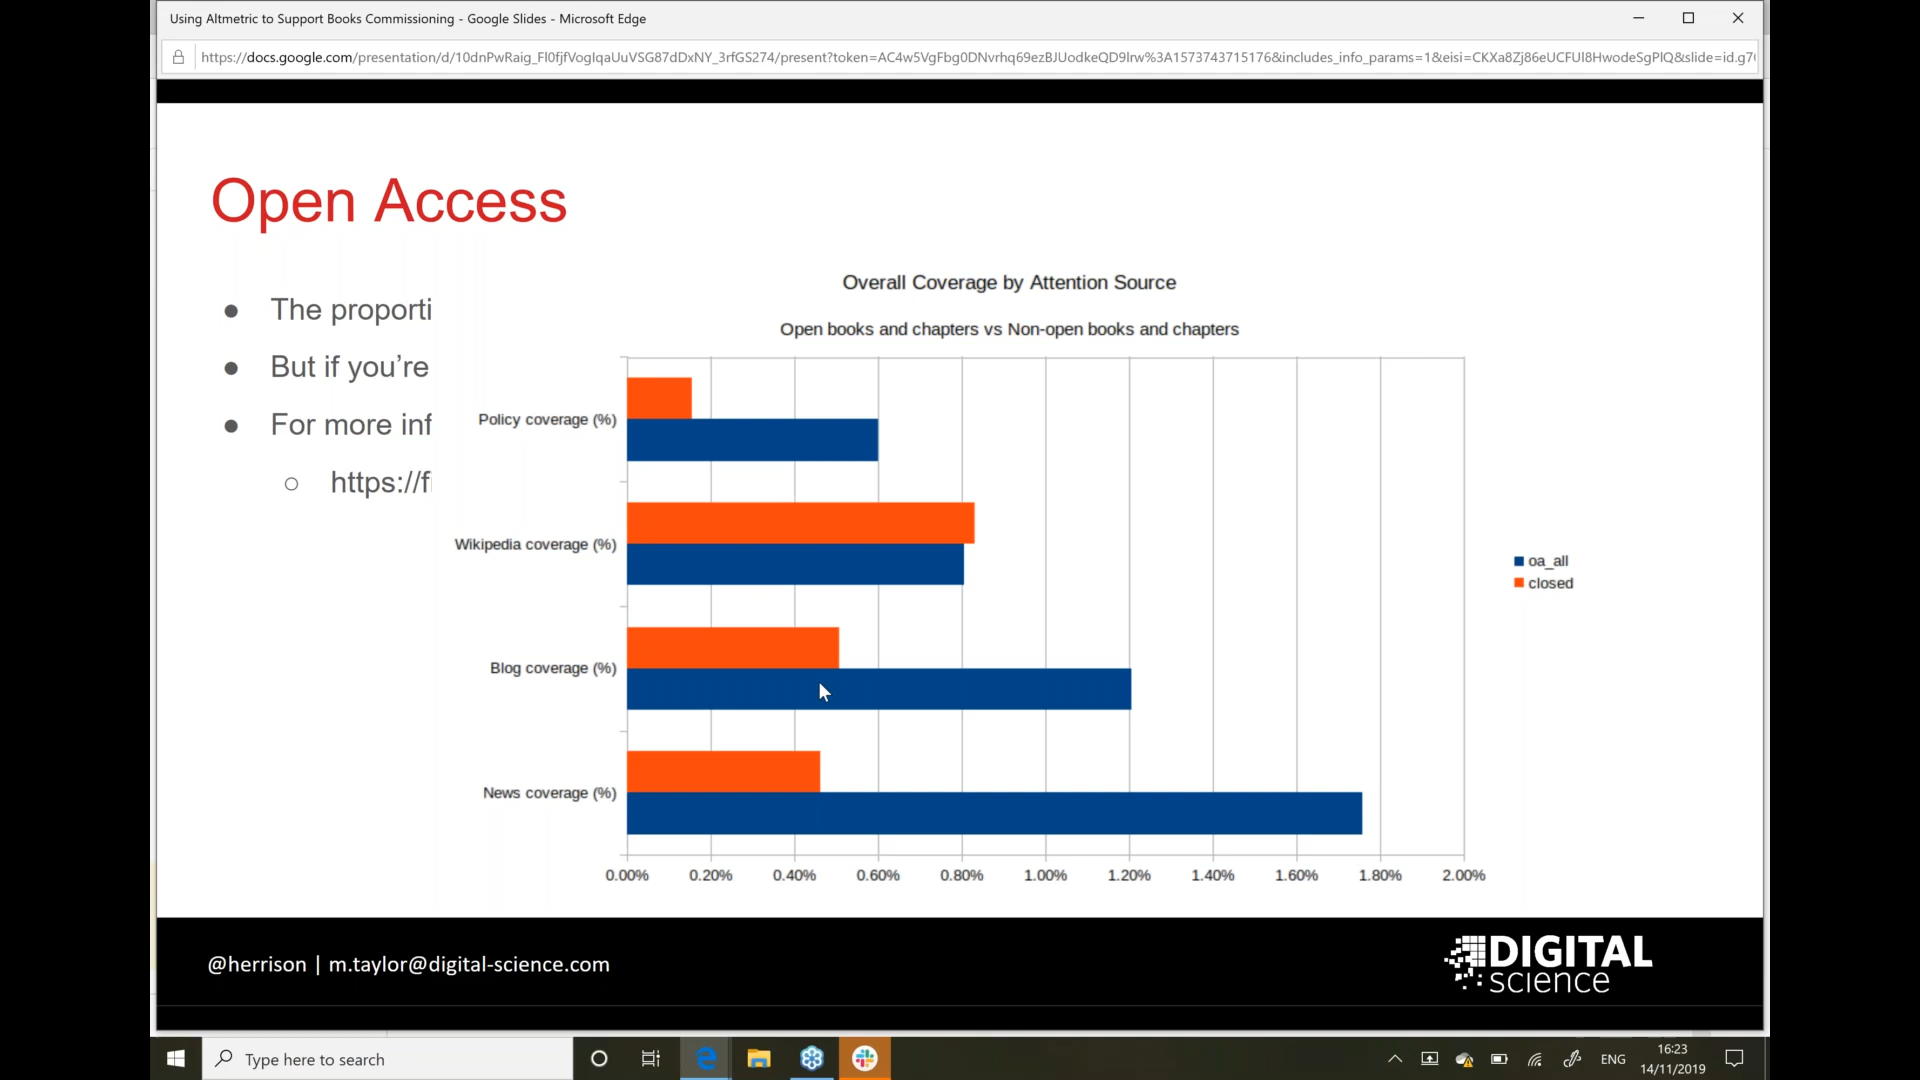 Using Altmetric to Support Books Commissioning - Google Slides - Microsoft Edge
https://docs.google.com/presentation/d/10dnPwRaig_Fl0fjfVogIqaUuVSG87dDxNY_3rfGS274/present?token=AC4w5VgFbg0DNvrhq69ezBJUodkeQD9lrw%3A1573743715176&includes_info_params=1&eisi=CKXa8Zj86eUCFUl8HwodeSgPlQ&slide=id.g7
Open Access
● The proporti
● But if you’re
● For more inf
○ https://f
Overall Coverage by Attention Source
Open books and chapters vs Non-open books and chapters
Policy coverage (%)
Wikipedia coverage (%)
Blog coverage (%)
News coverage (%)
0.00% 0.20% 0.40% 0.60% 0.80% 1.00% 1.20% 1.40% 1.60% 1.80% 2.00%
oa_all
closed
@herrison | m.taylor@digital-science.com
DIGITAL
science
Type here to search
ENG
16:23
14/11/2019